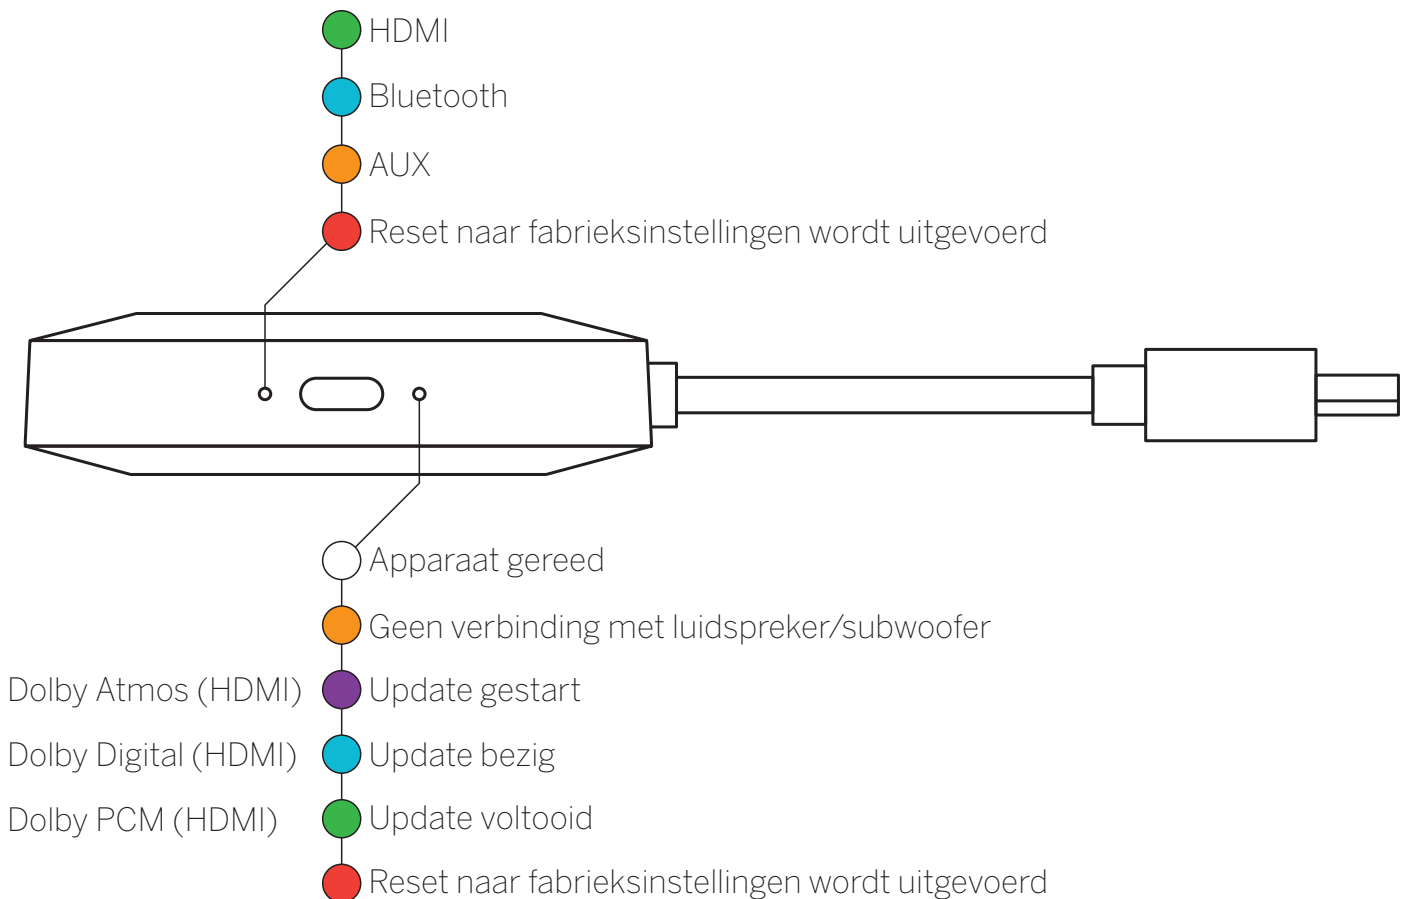 HDMI
Bluetooth
AUX
Reset naar fabrieksinstellingen wordt uitgevoerd
Apparaat gereed
Geen verbinding met luidspreker/subwoofer
Dolby Atmos (HDMI) Update gestart
Dolby Digital (HDMI) Update bezig
Dolby PCM (HDMI) Update voltooid
Reset naar fabrieksinstellingen wordt uitgevoerd